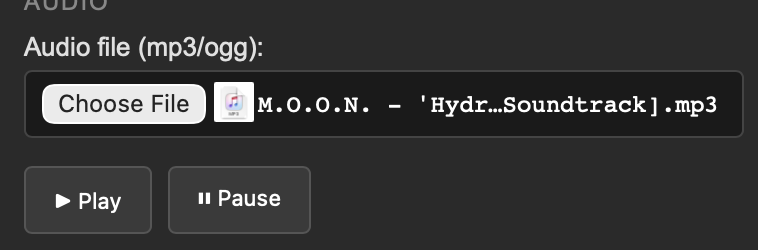 AUDIO
Audio file (mp3/ogg):
Choose File M.O.O.N. - 'Hydr…Soundtrack].mp3
▶ Play ⏸ Pause